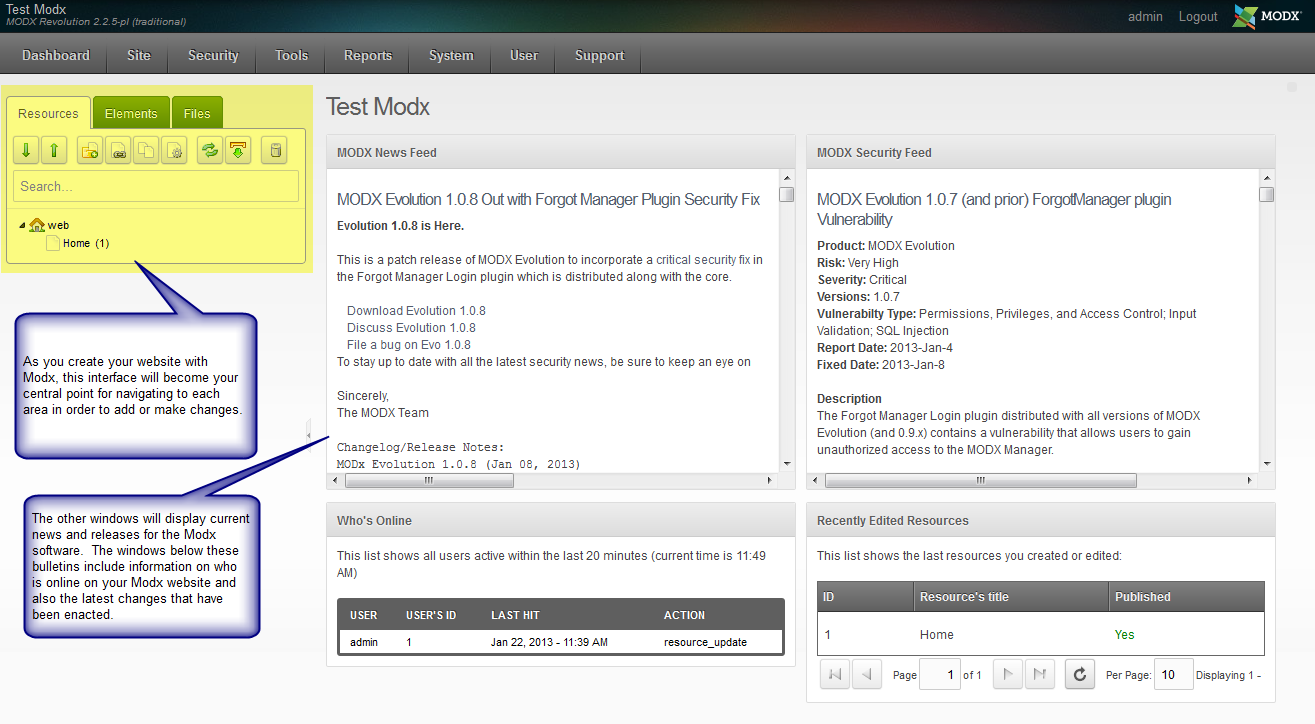 Test Modx
MODX Revolution 2.2.5-pl (traditional)
admin Logout MODX
Dashboard Site Security Tools Reports System User Support
Resources Elements Files
Search...
web
Home (1)
As you create your website with
Modx, this interface will become your
central point for navigating to each
area in order to add or make changes.
The other windows will display current
news and releases for the Modx
software. The windows below these
bulletins include information on who
is online on your Modx website and
also the latest changes that have
been enacted.
Test Modx
MODX News Feed
MODX Evolution 1.0.8 Out with Forgot Manager Plugin Security Fix
Evolution 1.0.8 is Here.
This is a patch release of MODX Evolution to incorporate a critical security fix in
the Forgot Manager Login plugin which is distributed along with the core.
Download Evolution 1.0.8
Discuss Evolution 1.0.8
File a bug on Evo 1.0.8
To stay up to date with all the latest security news, be sure to keep an eye on
Sincerely,
The MODX Team
Changelog/Release Notes:
MODx Evolution 1.0.8 (Jan 08, 2013)
MODX Security Feed
MODX Evolution 1.0.7 (and prior) ForgotManager plugin
Vulnerability
Product: MODX Evolution
Risk: Very High
Severity: Critical
Versions: 1.0.7
Vulnerabilty Type: Permissions, Privileges, and Access Control; Input
Validation; SQL Injection
Report Date: 2013-Jan-4
Fixed Date: 2013-Jan-8
Description
The Forgot Manager Login plugin distributed with all versions of MODX
Evolution (and 0.9.x) contains a vulnerability that allows users to gain
unauthorized access to the MODX Manager.
Who's Online
This list shows all users active within the last 20 minutes (current time is 11:49
AM)
USER USER'S ID LAST HIT ACTION
admin 1 Jan 22, 2013 - 11:39 AM resource_update
Recently Edited Resources
This list shows the last resources you created or edited:
ID Resource's title Published
1 Home Yes
Page 1 of 1 Per Page: 10 Displaying 1 -